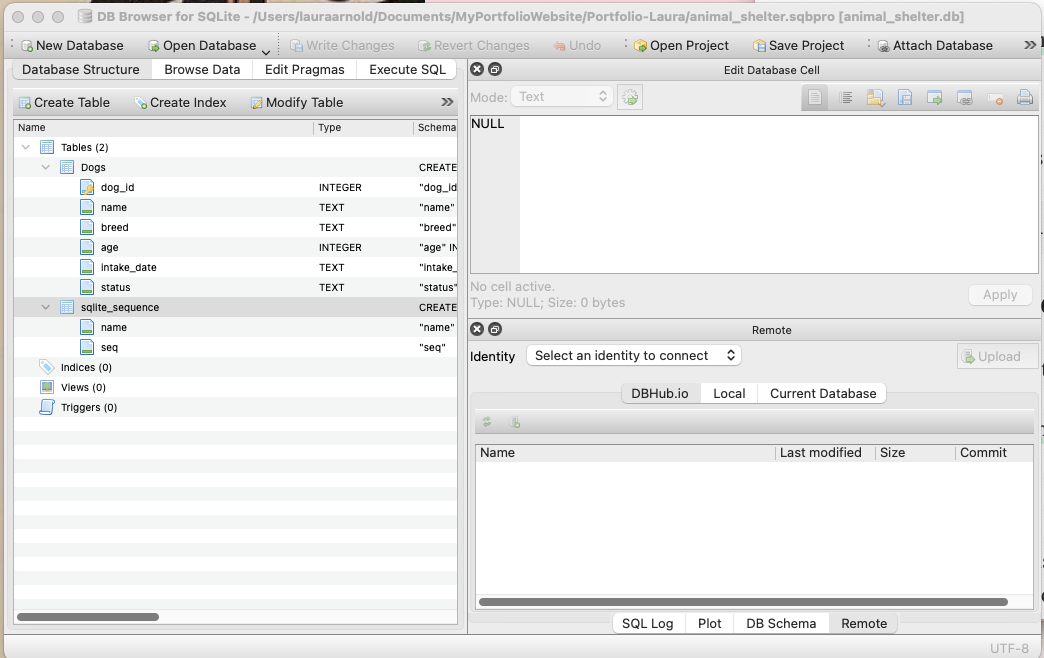 DB Browser for SQLite - /Users/lauraarnold/Documents/MyPortfolioWebsite/Portfolio-Laura/animal_shelter.sqbpro [animal_shelter.db]
New Database Open Database Write Changes Revert Changes Undo Open Project Save Project Attach Database »
Database Structure Browse Data Edit Pragmas Execute SQL
Create Table Create Index Modify Table »
Name Type Schema
Tables (2)
Dogs CREATE
dog_id INTEGER "dog_id
name TEXT "name"
breed TEXT "breed"
age INTEGER "age" IN
intake_date TEXT "intake_
status TEXT "status"
sqlite_sequence CREATE
name "name"
seq "seq"
Indices (0)
Views (0)
Triggers (0)
Edit Database Cell
Mode: Text
NULL
No cell active.
Type: NULL; Size: 0 bytes
Apply
Remote
Identity Select an identity to connect Upload
DBHub.io Local Current Database
Name Last modified Size Commit
SQL Log Plot DB Schema Remote
UTF-8